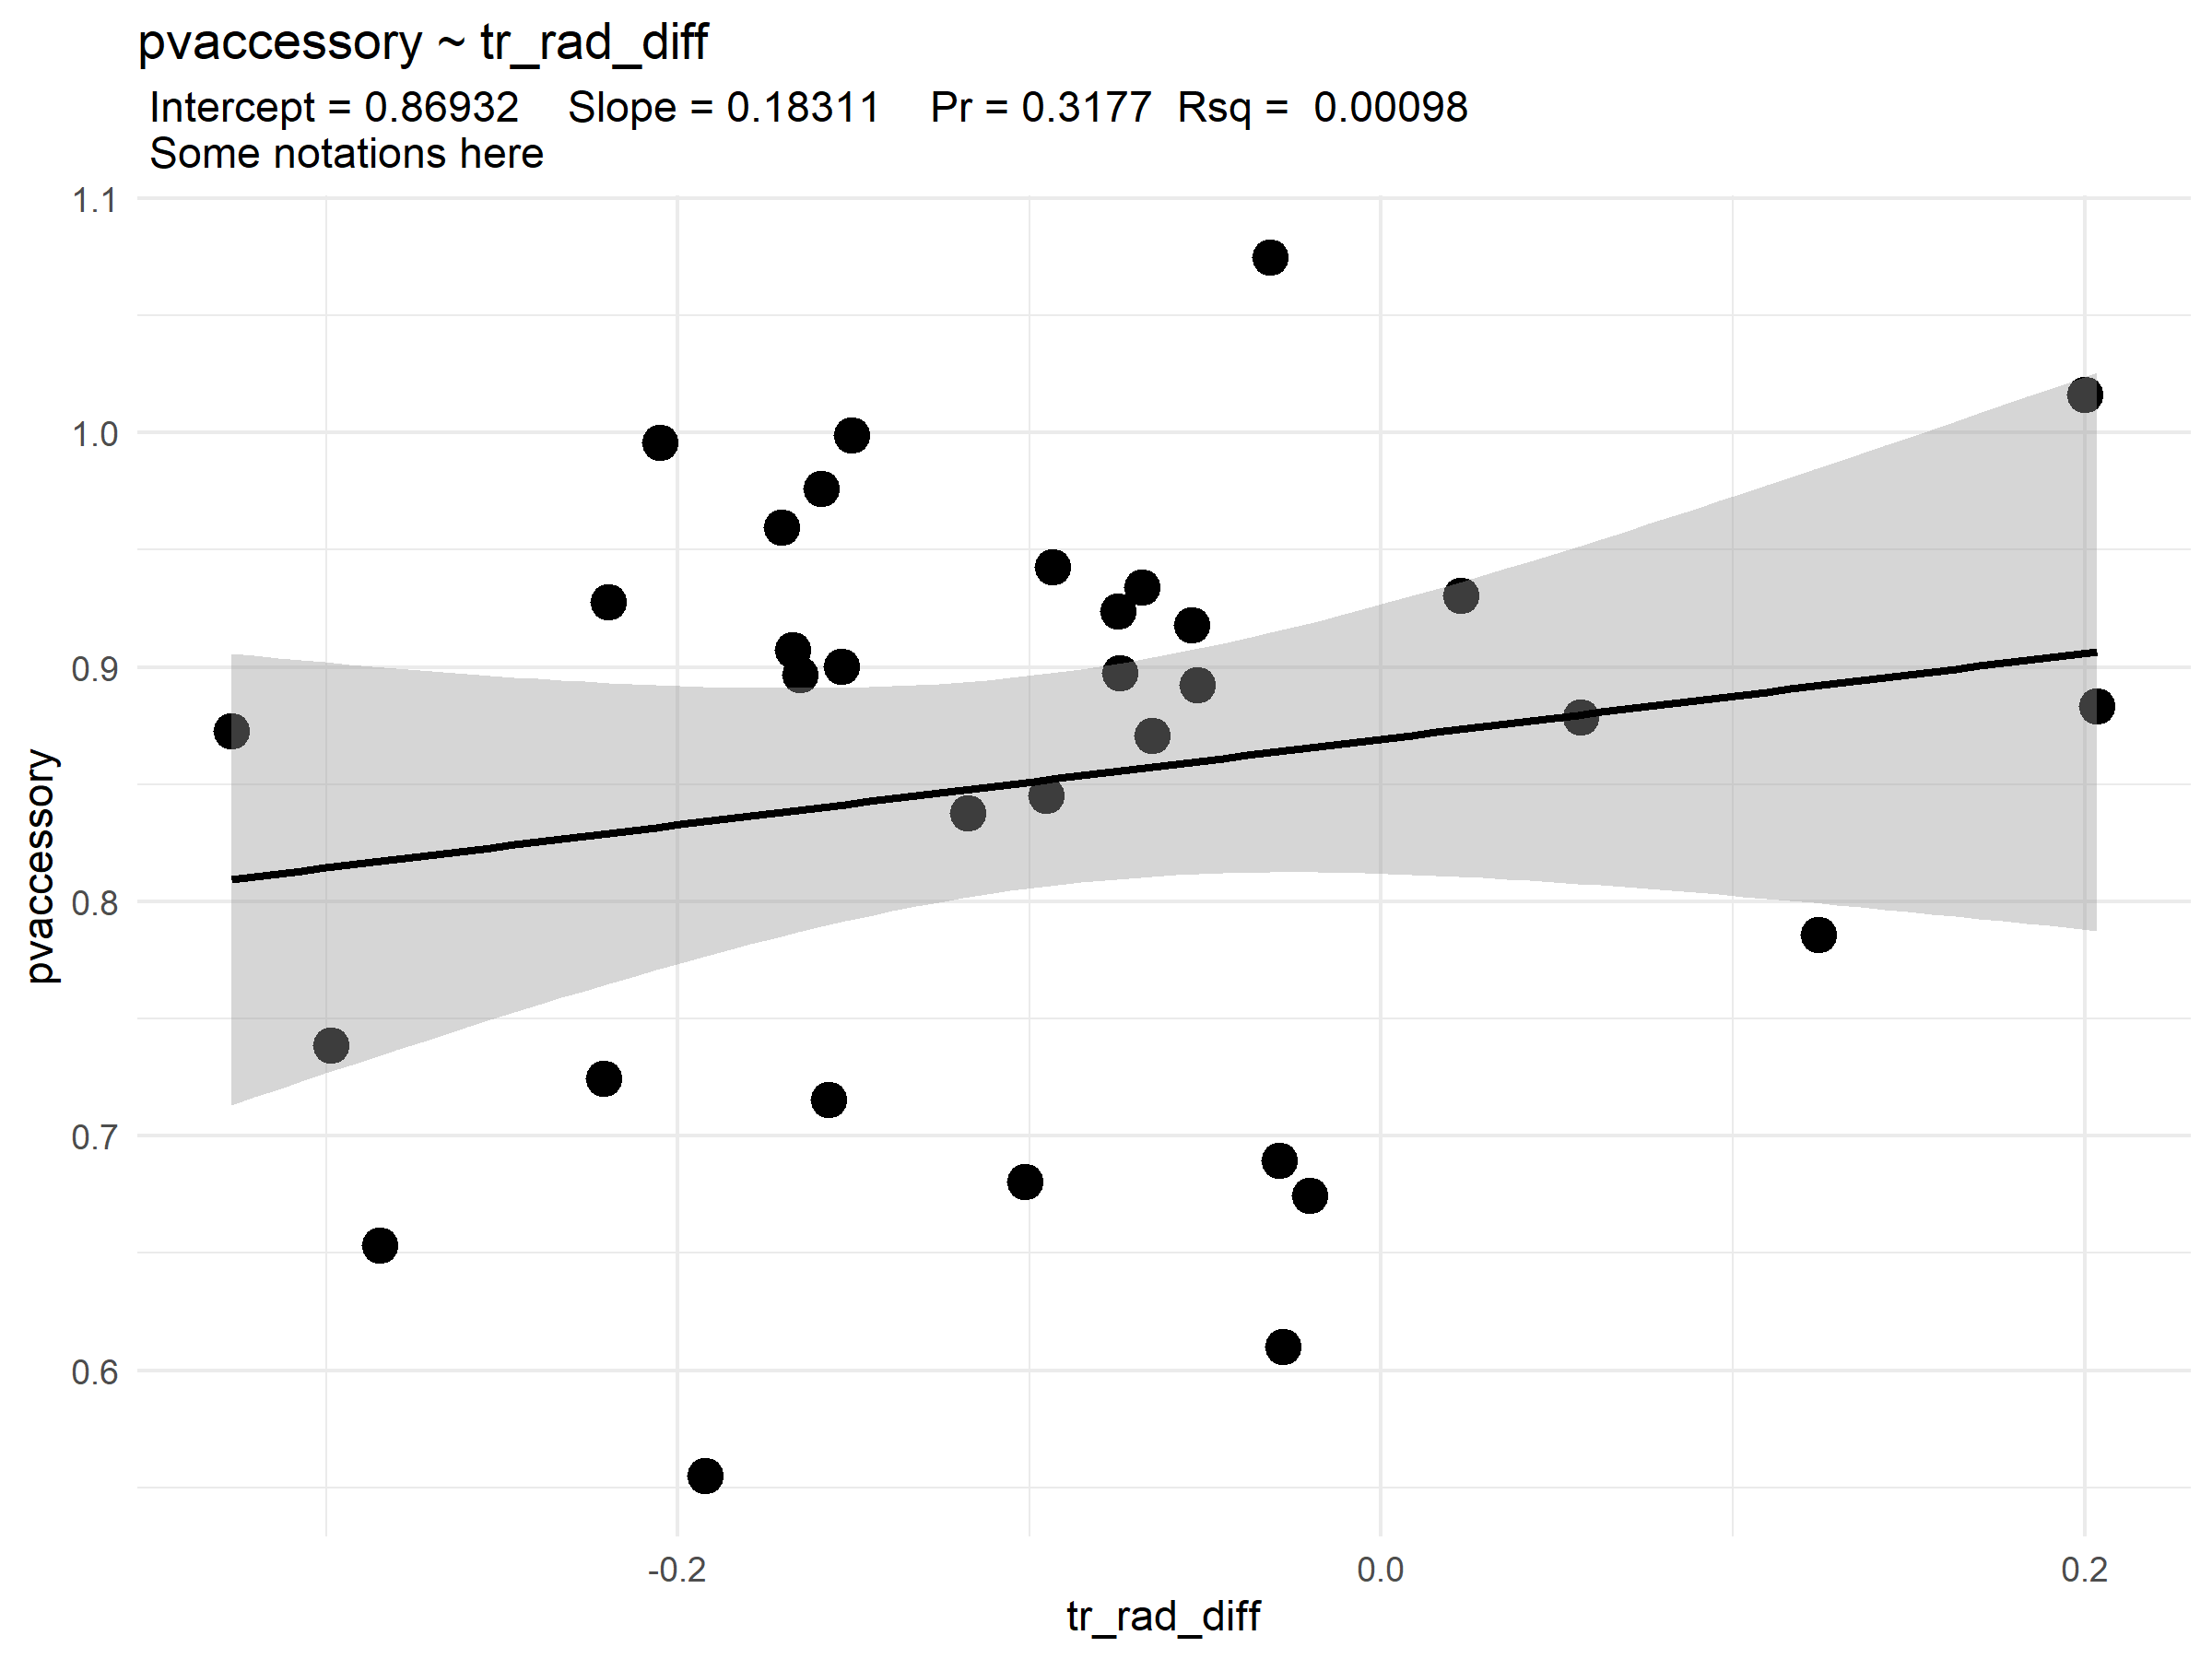 pvaccessory ~ tr_rad_diff
Intercept = 0.86932 Slope = 0.18311 Pr = 0.3177 Rsq = 0.00098
Some notations here
1.1
1.0
0.9
0.8
0.7
0.6
pvaccessory
-0.2 0.0 0.2
tr_rad_diff